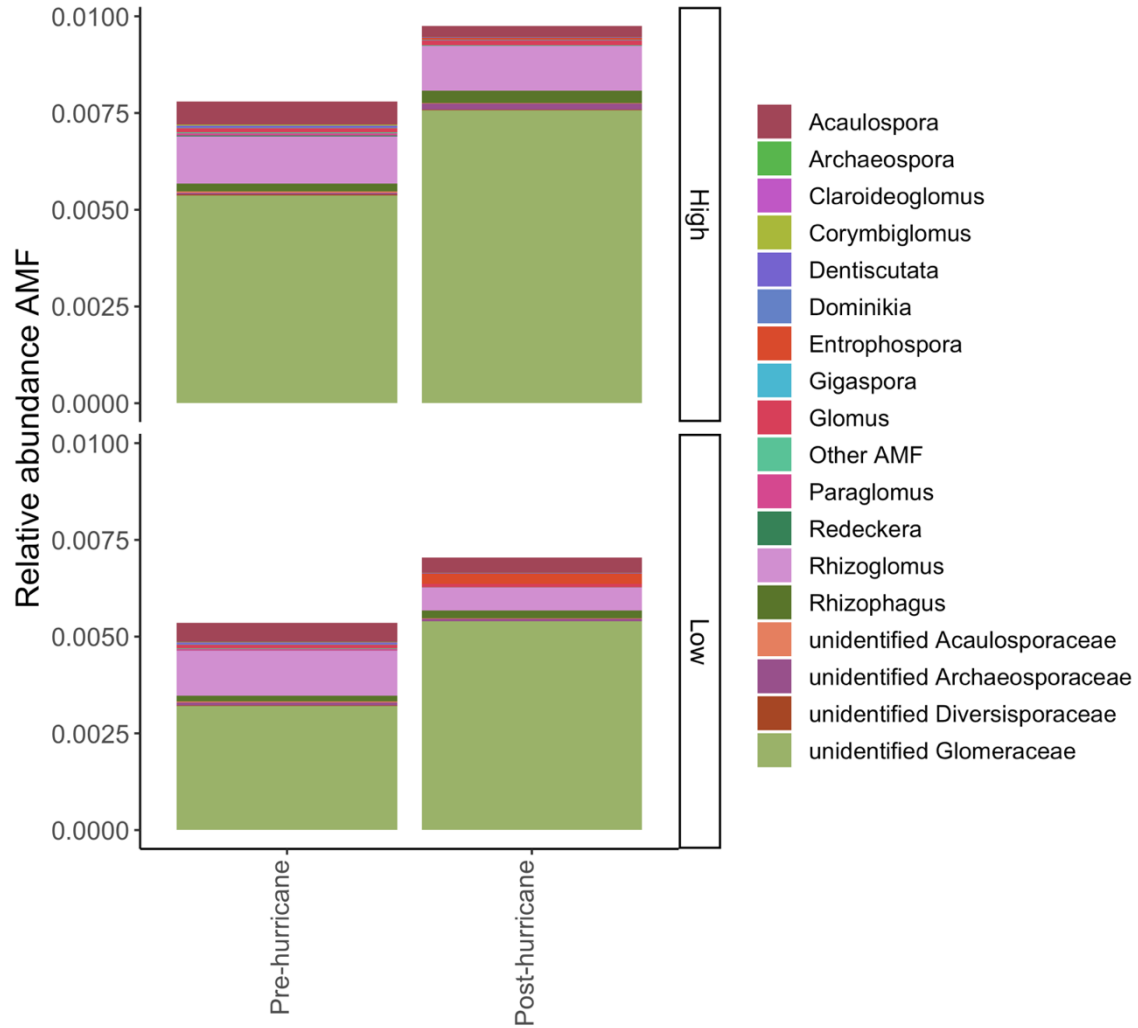 Relative abundance AMF
0.0100
0.0075
0.0050
0.0025
0.0000
High
0.0100
0.0075
0.0050
0.0025
0.0000
Low
Pre-hurricane
Post-hurricane
Acaulospora
Archaeospora
Claroideoglomus
Corymbiglomus
Dentiscutata
Dominikia
Entrophospora
Gigaspora
Glomus
Other AMF
Paraglomus
Redeckera
Rhizoglomus
Rhizophagus
unidentified Acaulosporaceae
unidentified Archaeosporaceae
unidentified Diversisporaceae
unidentified Glomeraceae